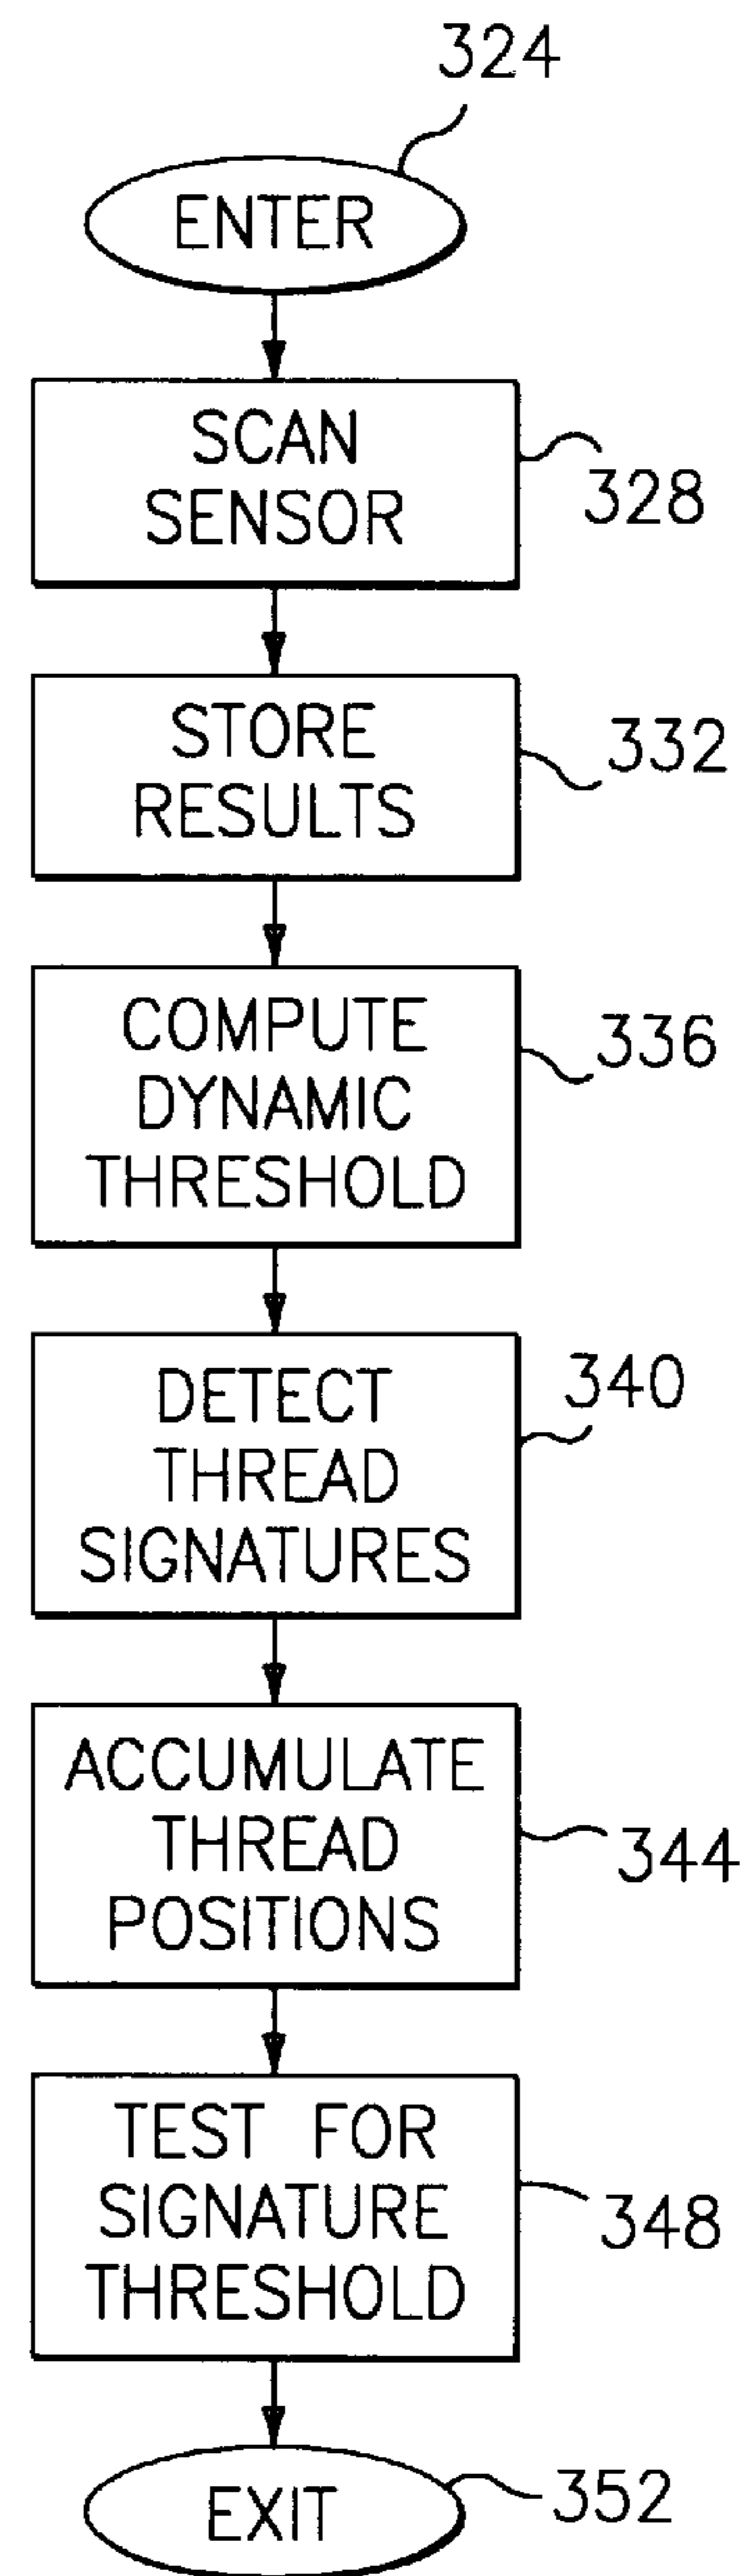 324
ENTER
SCAN
SENSOR
328
STORE
RESULTS
332
COMPUTE
DYNAMIC
THRESHOLD
336
DETECT
THREAD
SIGNATURES
340
ACCUMULATE
THREAD
POSITIONS
344
TEST FOR
SIGNATURE
THRESHOLD
348
EXIT
352